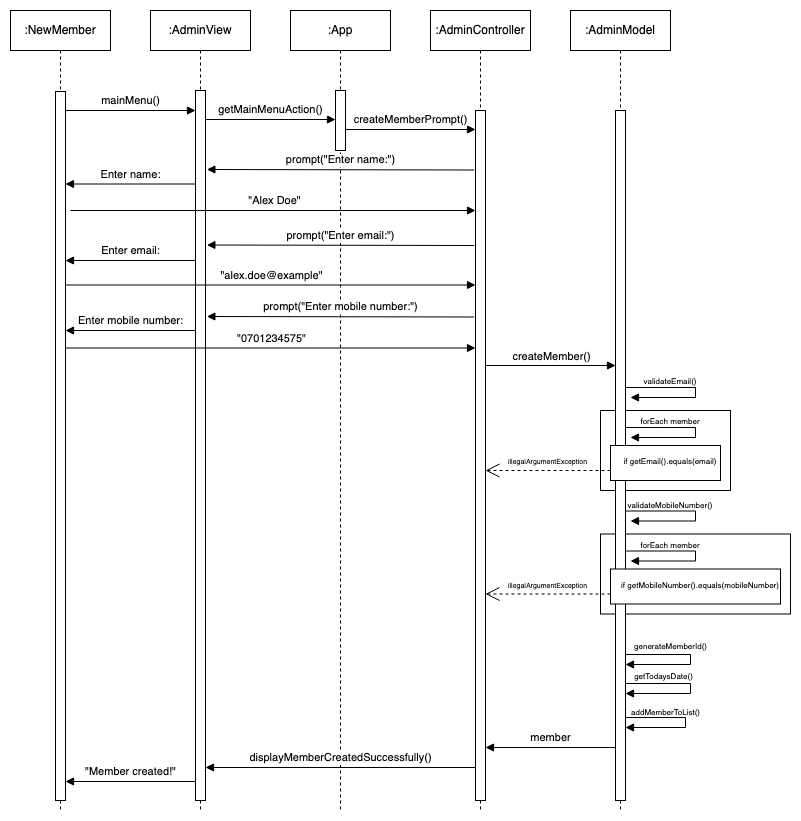 :NewMember
:AdminView
:App
:AdminController
:AdminModel
mainMenu()
getMainMenuAction()
createMemberPrompt()
prompt("Enter name:")
Enter name:
"Alex Doe"
prompt("Enter email:")
Enter email:
"alex.doe@example"
prompt("Enter mobile number:")
Enter mobile number:
"0701234575"
createMember()
validateEmail()
forEach member
if getEmail().equals(email)
illegalArgumentException
validateMobileNumber()
forEach member
if getMobileNumber().equals(mobileNumber)
illegalArgumentException
generateMemberId()
getTodaysDate()
addMemberToList()
member
displayMemberCreatedSuccessfully()
"Member created!"